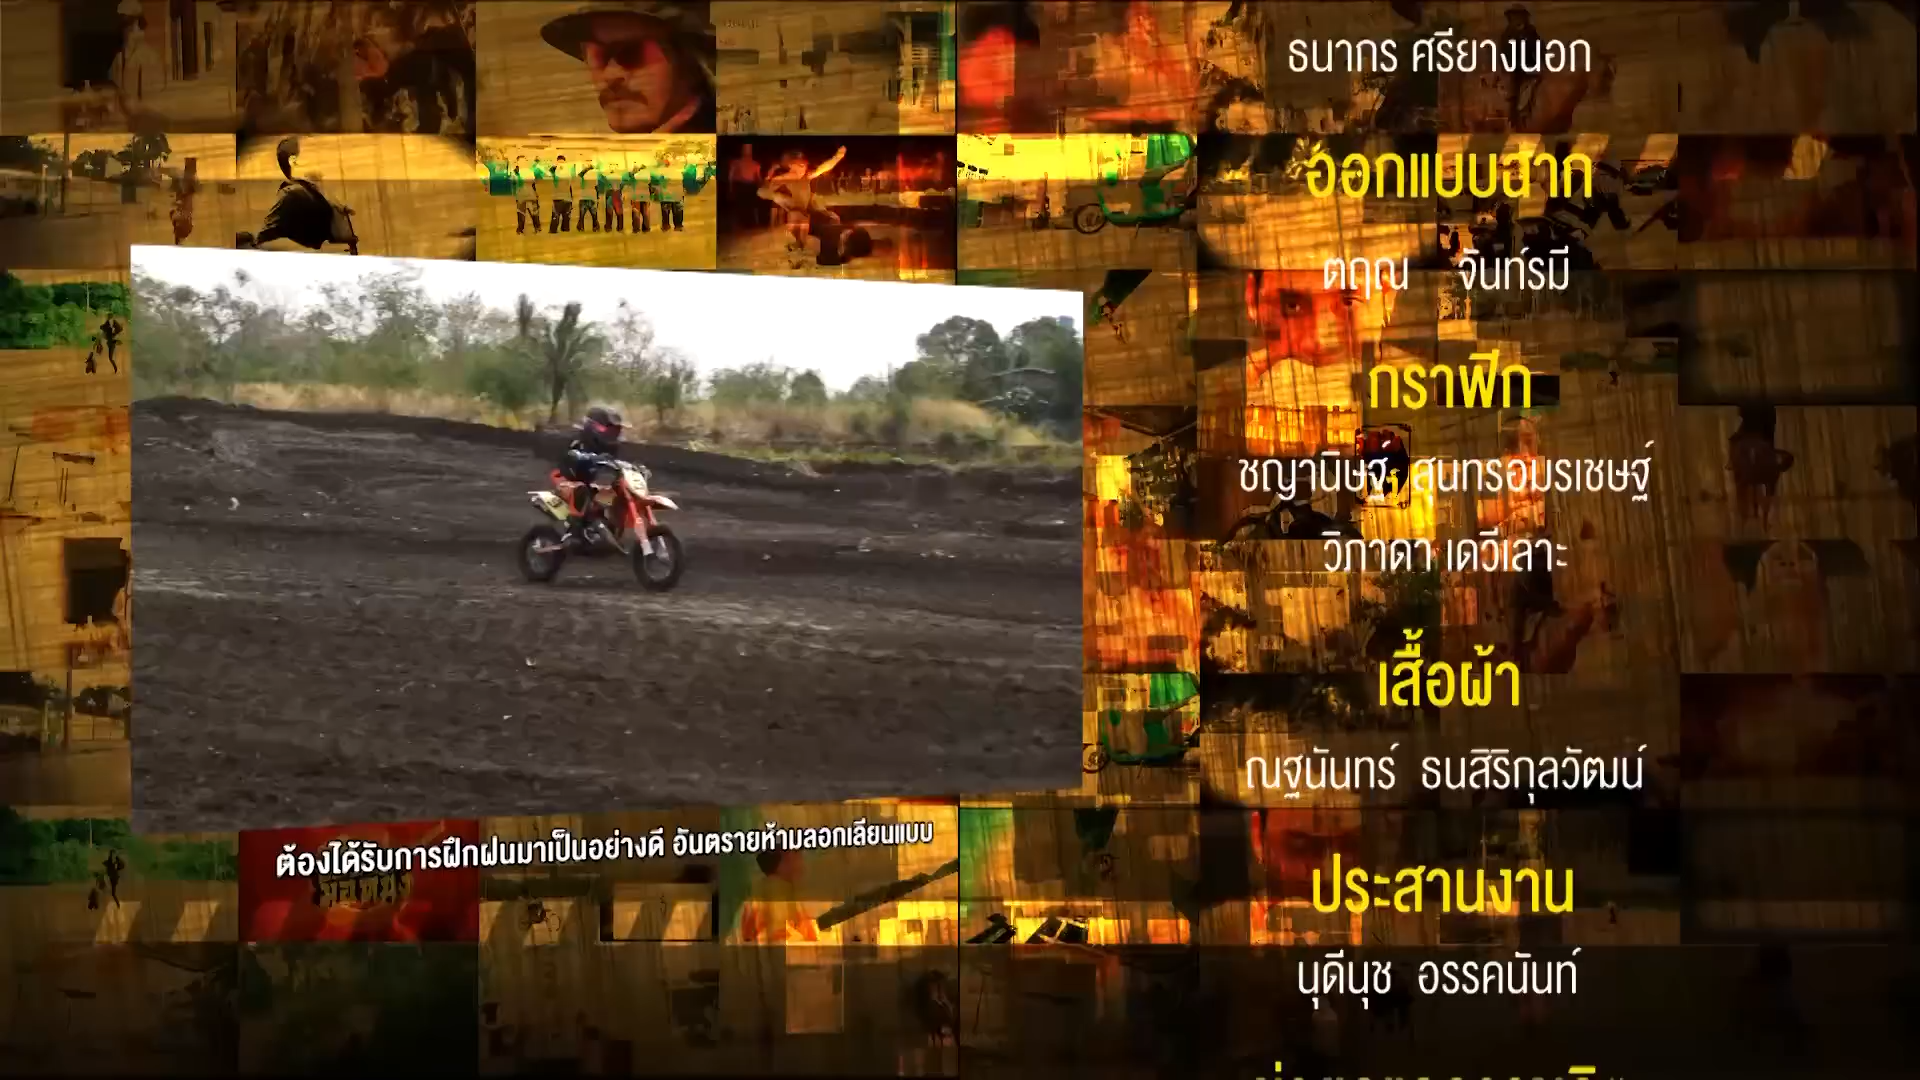 ธนากร ศรียางนอก
ออกแบบฉาก
ตฤณ จันทร์รมี
กราฟิก
ชญานิษฐ์ สุนทรอมรเชษฐ์
วิภาดา เดวีเลาะ
เสื้อผ้า
ณฐนันทร์ ธนสิริกุลวัฒน์
ต้องได้รับการฝึกฝนมาเป็นอย่างดี อันตรายห้ามลอกเลียนแบบ
ประสานงาน
นุดีนุช อรรคนันท์